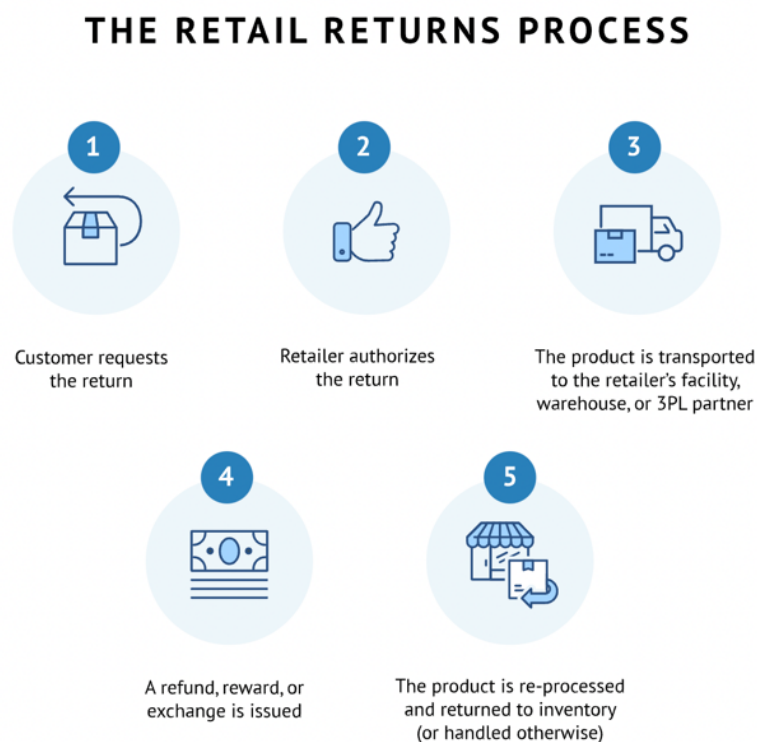 THE RETAIL RETURNS PROCESS
1
2
3
Customer requests
the return
Retailer authorizes
the return
The product is transported
to the retailer's facility,
warehouse, or 3PL partner
4
5
A refund, reward, or
exchange is issued
The product is re-processed
and returned to inventory
(or handled otherwise)